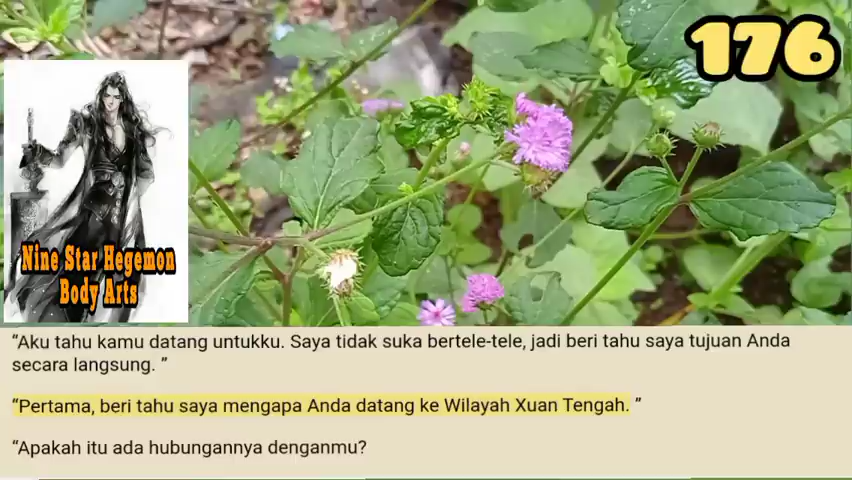 176
Nine Star Hegemon
Body Arts
“Aku tahu kamu datang untukku. Saya tidak suka bertele-tele, jadi beri tahu saya tujuan Anda
secara langsung. ”
“Pertama, beri tahu saya mengapa Anda datang ke Wilayah Xuan Tengah. ”
“Apakah itu ada hubungannya denganmu?